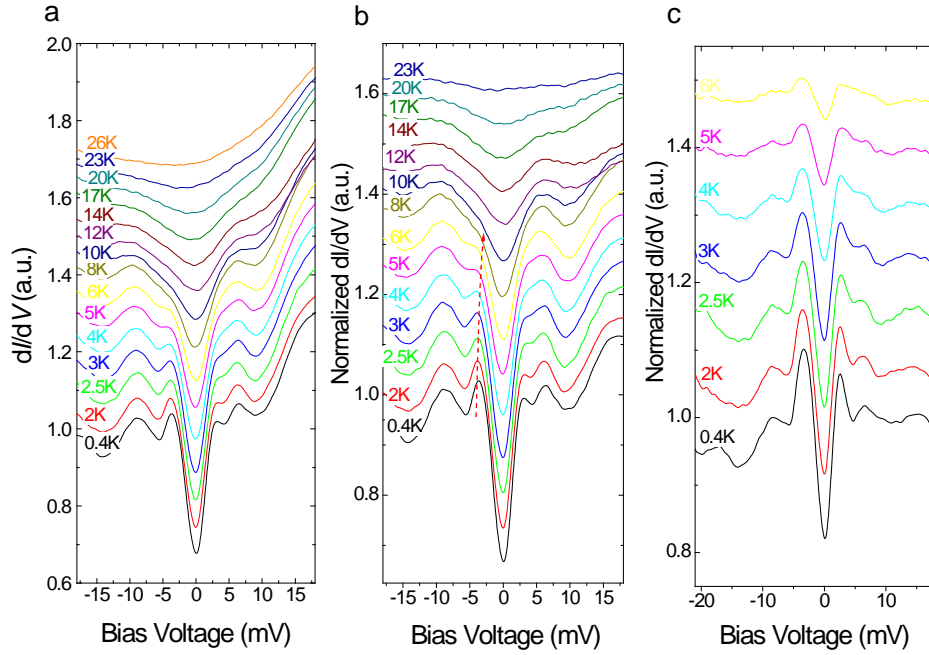 a
2.0
1.8
1.6
1.4
1.2
1.0
0.8
0.6
dI/dV (a.u.)
26K
23K
20K
17K
14K
12K
10K
8K
6K
5K
4K
3K
2.5K
2K
0.4K
-15 -10 -5 0 5 10 15
Bias Voltage (mV)
b
1.6
1.4
1.2
1.0
0.8
Normalized dI/dV (a.u.)
23K
20K
17K
14K
12K
10K
8K
6K
5K
4K
3K
2.5K
2K
0.4K
-15 -10 -5 0 5 10 15
Bias Voltage (mV)
c
1.4
1.2
1.0
0.8
Normalized dI/dV (a.u.)
6K
5K
4K
3K
2.5K
2K
0.4K
-20 -10 0 10
Bias Voltage (mV)